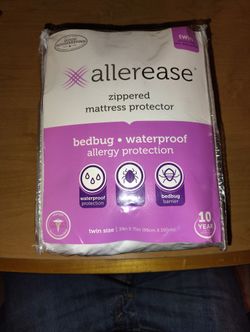 twin
allerease
zippered
mattress protector
bedbug • waterproof
allergy protection
waterproof
protection
bedbug
barrier
10
YEAR
twin size